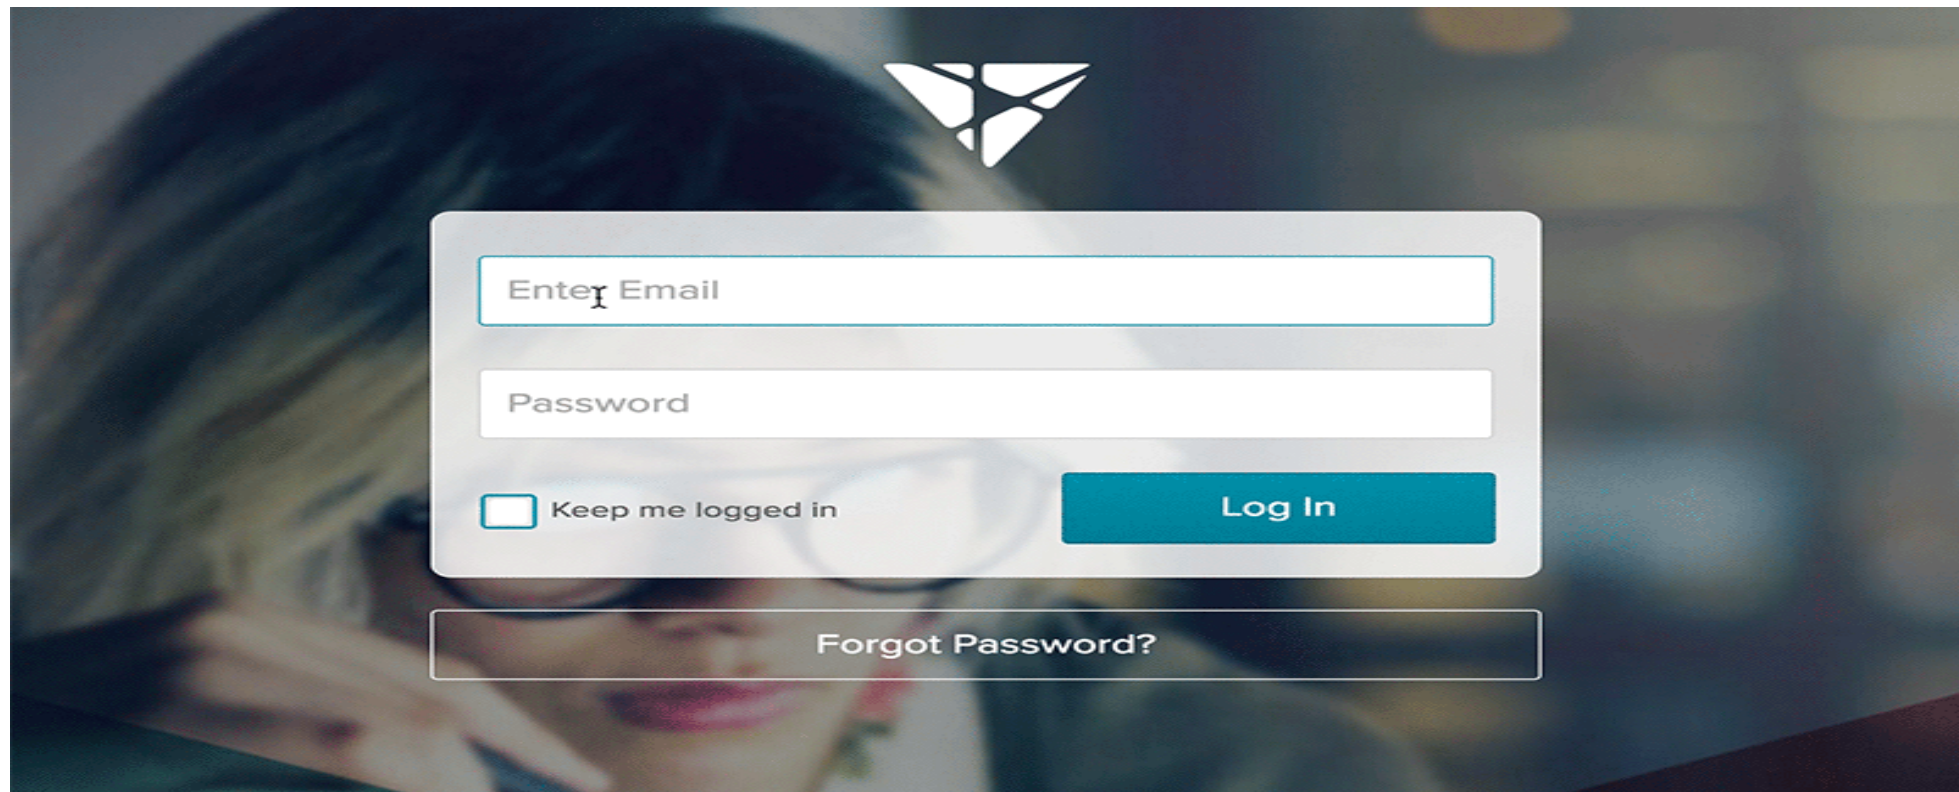 Enter Email
Password
Keep me logged in
Log In
Forgot Password?